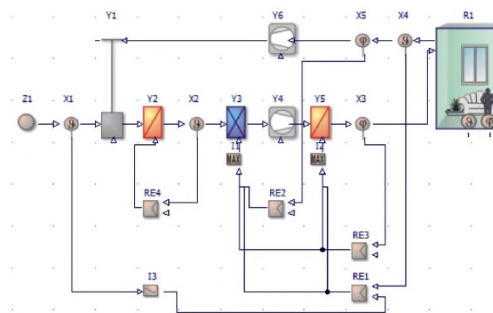 Y1 Y6 X5 X4 R1
Z1 X1 Y2 X2 Y3 Y4 Y5 X3
I1 I2
MAX MAX
RE4 RE2
RE3
I3 RE1